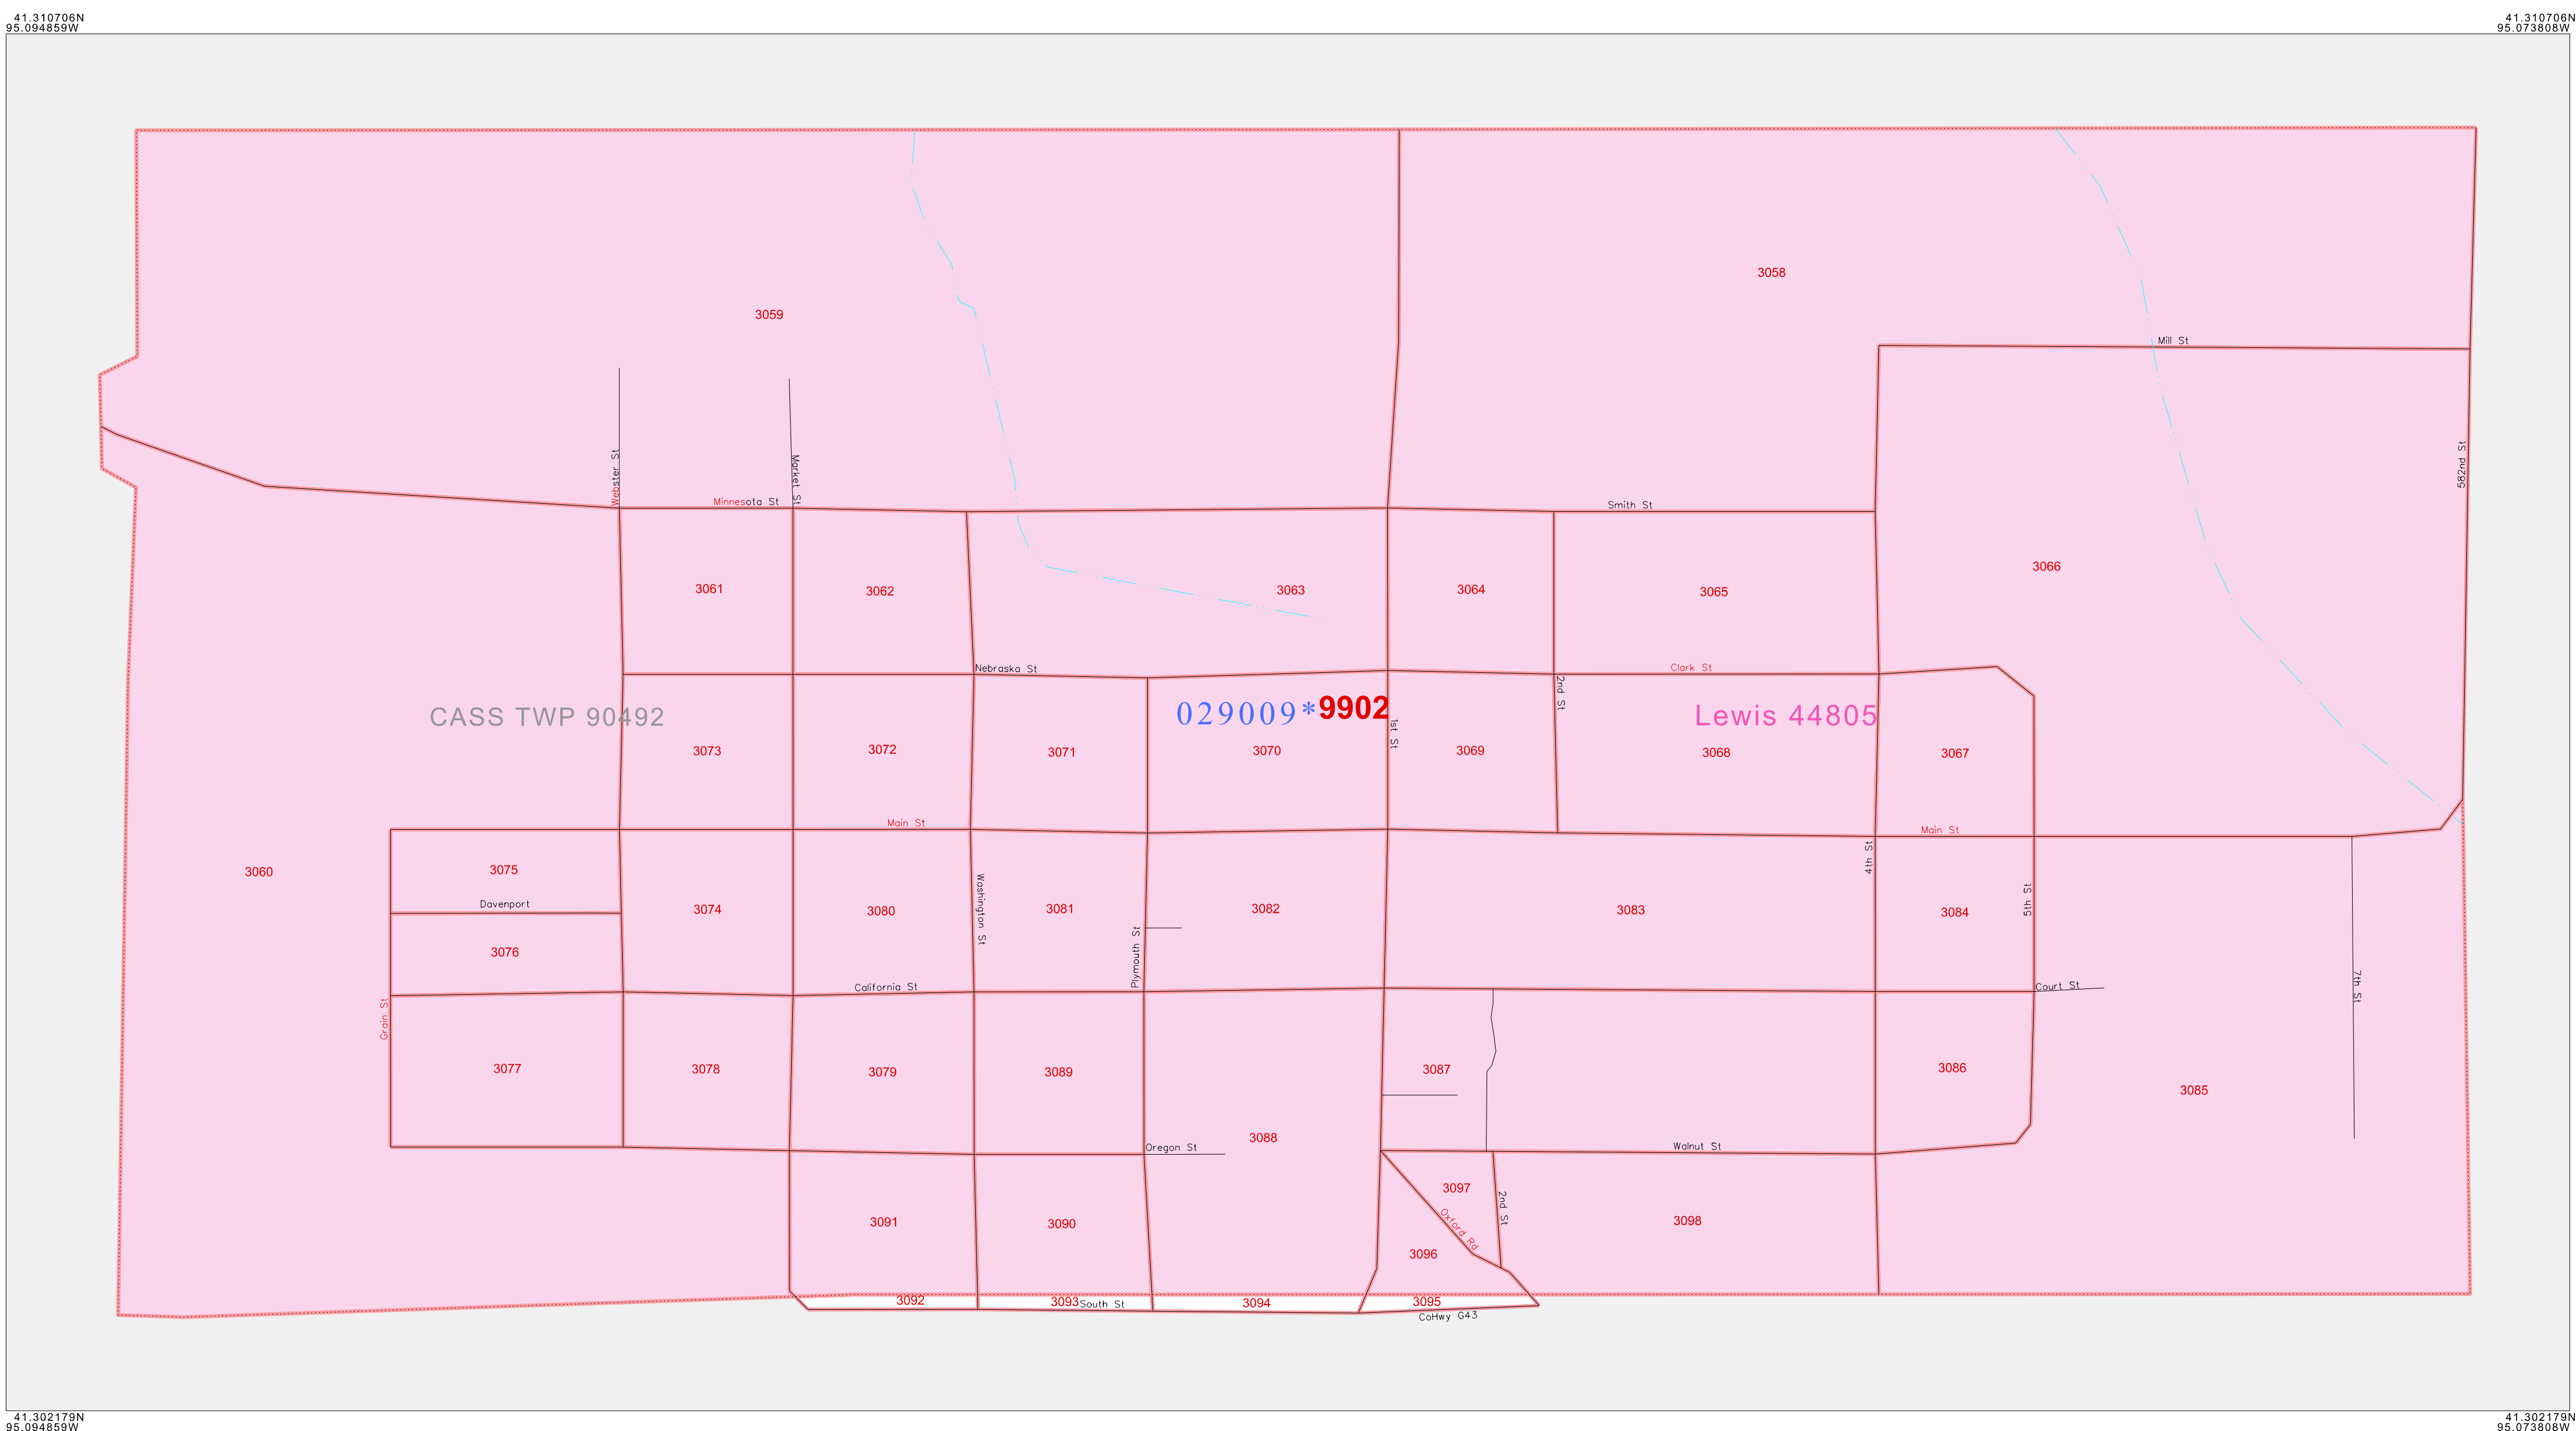 41.310706N
95.094859W
41.310706N
95.073808W
3058
3059
Mill St
582nd St
Webster St
Market St
Minnesota St
Smith St
3066
3061
3062
3063
3064
3065
Nebraska St
Clark St
2nd St
CASS TWP 90492
029009*9902
Lewis 44805
1st St
3073
3072
3071
3070
3069
3068
3067
Main St
Main St
4th St
3060
3075
Davenport
3074
3080
Washington St
3081
3082
3083
3084
5th St
3076
Plymouth St
California St
Court St
7th St
Grain St
3077
3078
3079
3089
3087
3086
3085
3088
Oregon St
Walnut St
3097
2nd St
Oxford Rd
3091
3090
3098
3096
3092
3093
South St
3094
3095
CoHwy G43
41.302179N
95.094859W
41.302179N
95.073808W